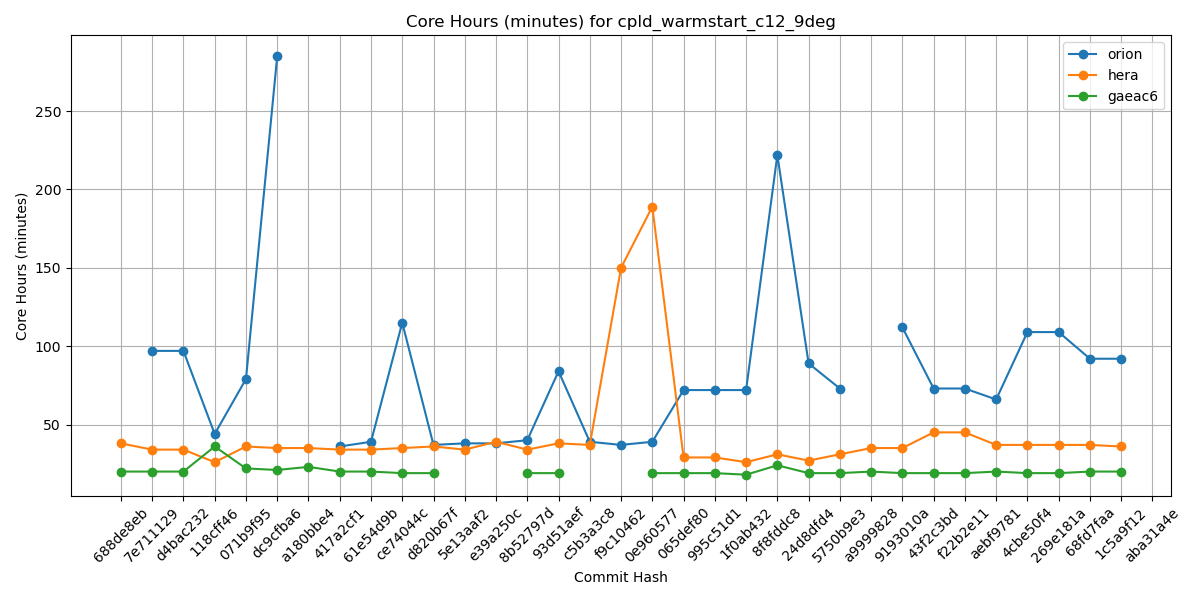 Core Hours (minutes) for cpld_warmstart_c12_9deg
orion
hera
gaeac6
Core Hours (minutes)
250
200
150
100
50
688de8eb
7e711129
d4bac232
118cff46
071b9f95
dc9cfba6
a180bbe4
417a2cf1
61e54d9b
ce74044c
d820b67f
5e13aaf2
e39a250c
8b52797d
93d51aef
c5b3a3c8
f9c10462
0e960577
065def80
995c51d1
1f0ab432
8f8fddc8
24d8dfd4
5750b9e3
a9999828
9193010a
43f2c3bd
f22b2e11
aebf9781
4cbe50f4
269e181a
68fd7faa
1c5a9f12
aba31a4e
Commit Hash